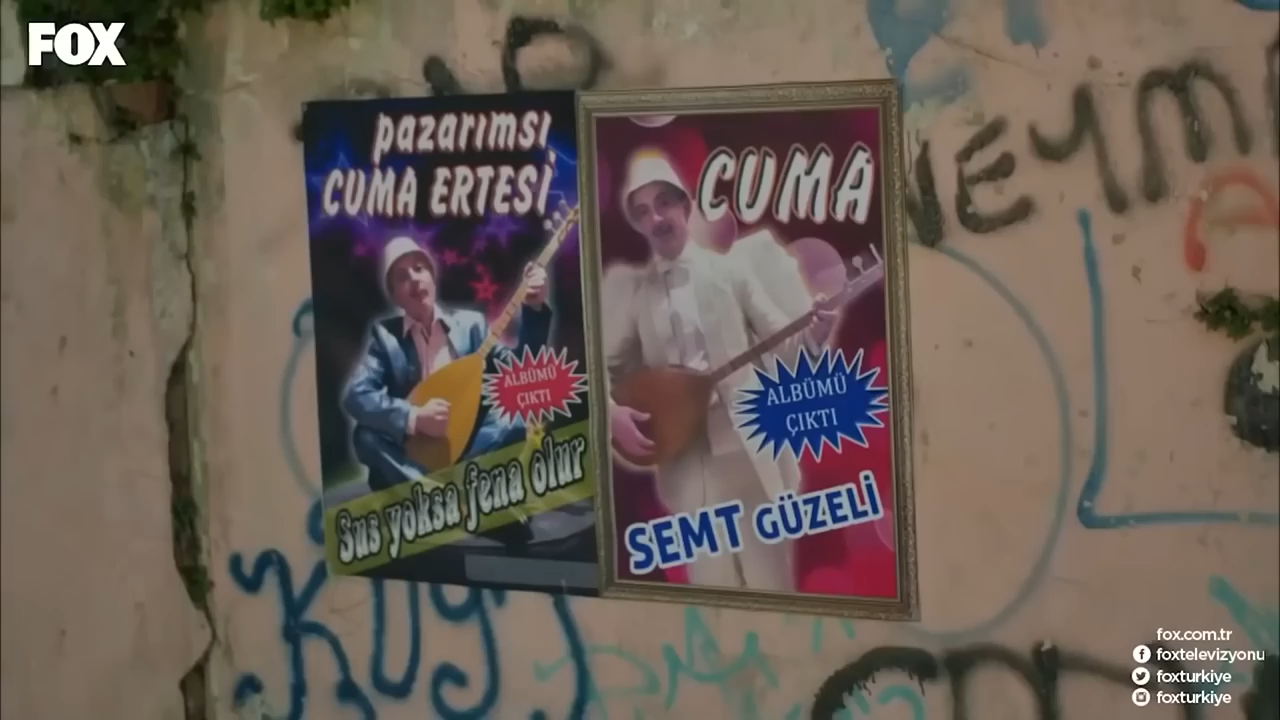 FOX
pazarımsı
CUMA ERTESİ
ALBÜMÜ
ÇIKTI
Sus yoksa fena olur
CUMA
ALBÜMÜ
ÇIKTI
SEMT GÜZELİ
fox.com.tr
foxtelevizyonu
foxturkiye
foxturkiye